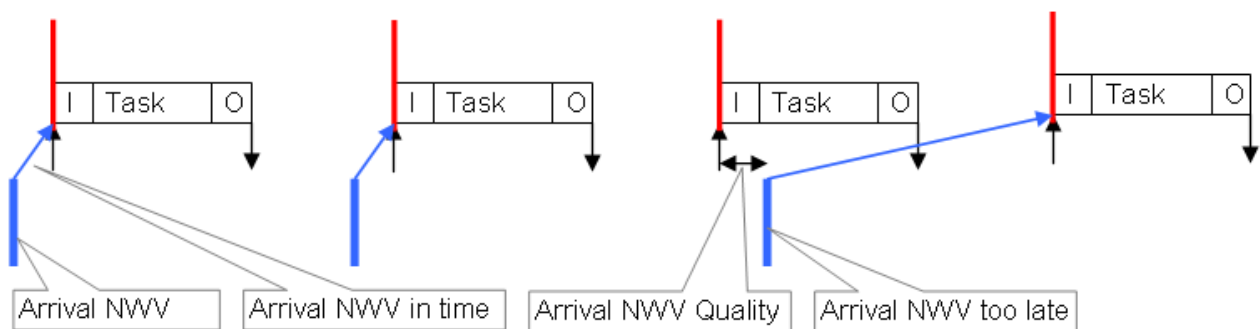 I Task O
I Task O
I Task O
I Task O
Arrival NWV
Arrival NWV in time
Arrival NWV Quality
Arrival NWV too late